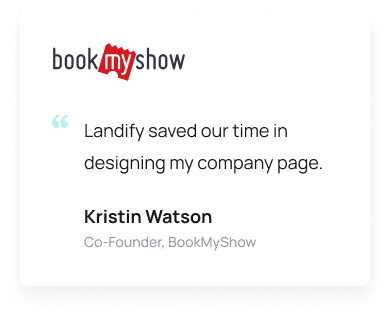 bookmyshow
“
Landify saved our time in
designing my company page.
Kristin Watson
Co-Founder, BookMyShow